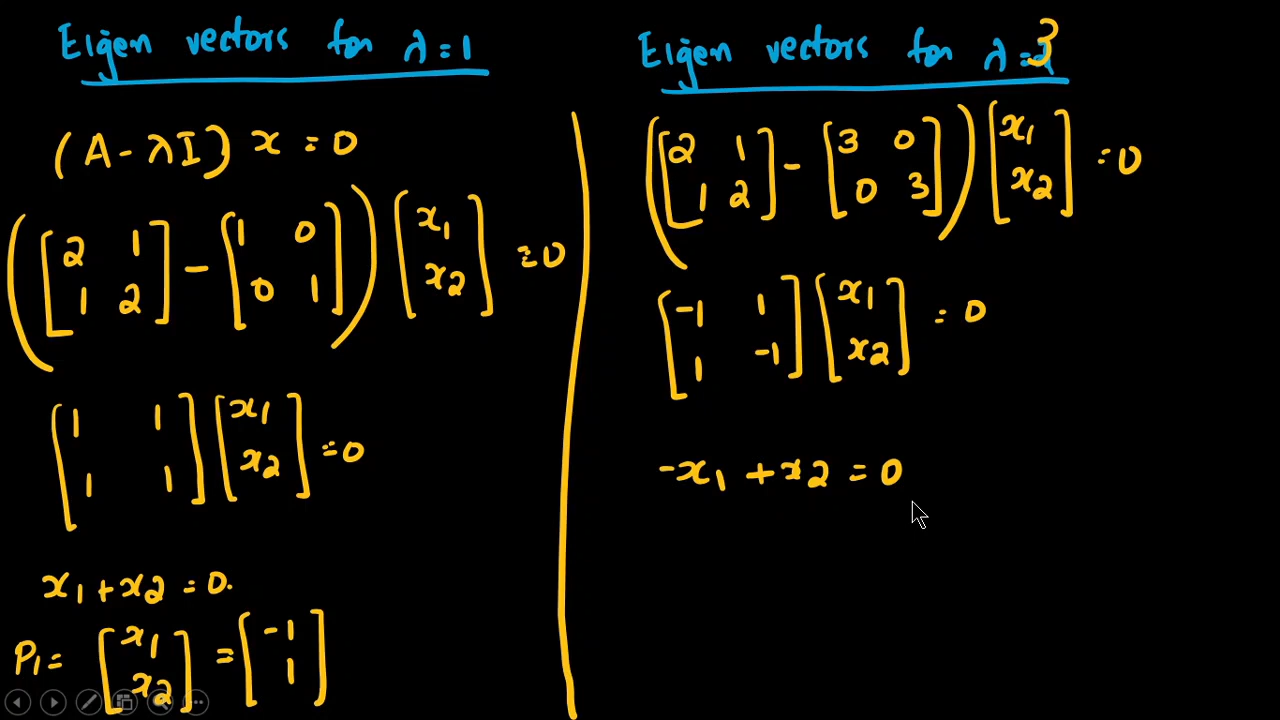 Eigen vectors for λ=1
(A-λI) x = 0
([2 1
1 2] - [1 0
0 1]) [x1
x2] = 0
[1 1
1 1] [x1
x2] = 0
x1 + x2 = 0.
P1 = [x1
x2] = [-1
1]
Eigen vectors for λ=3
([2 1
1 2] - [3 0
0 3]) [x1
x2] = 0
[-1 1
1 -1] [x1
x2] = 0
-x1 + x2 = 0